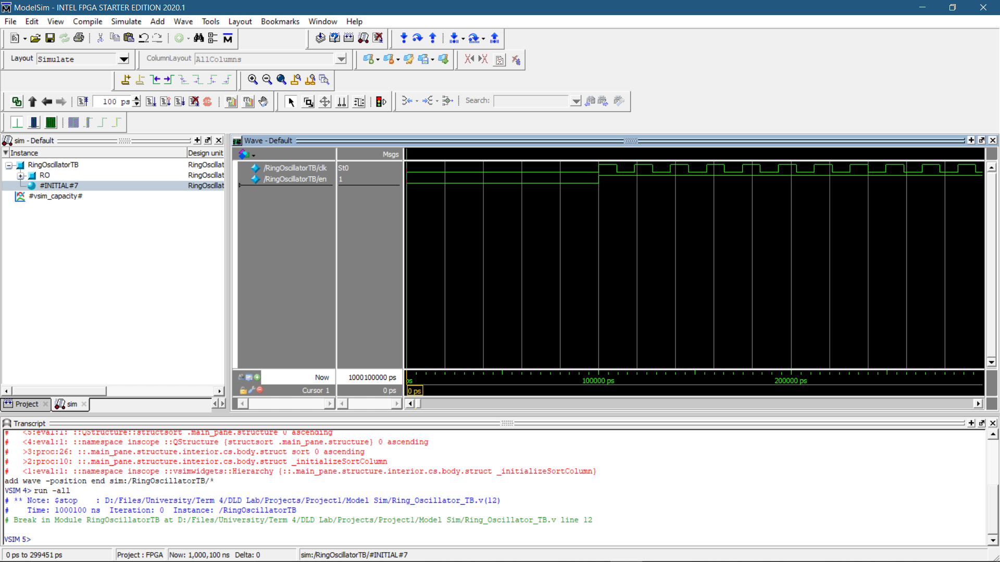 ModelSim - INTEL FPGA STARTER EDITION 2020.1
File Edit View Compile Simulate Add Wave Tools Layout Bookmarks Window Help
Layout Simulate ColumnLayout AllColumns
100 ps Search:
sim - Default
Instance Design unit
RingOscillatorTB RingOscillat
RO RingOscillat
#INITIAL#7 RingOscillat
#vsim_capacity#
Project sim
Wave - Default
Msgs
/RingOscillatorTB/clk St0
/RingOscillatorTB/en 1
Now 1000100000 ps
ps 100000 ps 200000 ps
Cursor 1 0 ps
0 ps
Transcript
# <5:eval:1: ::QStructure::structsort .main_pane.structure 0 ascending
# <4:eval:1: ::namespace inscope ::QStructure {structsort .main_pane.structure} 0 ascending
# >3:proc:26: ::.main_pane.structure.interior.cs.body.struct sort 0 ascending
# >2:proc:10: ::.main_pane.structure.interior.cs.body.struct _initializeSortColumn
# <1:eval:1: ::namespace inscope ::vsimwidgets::Hierarchy {::.main_pane.structure.interior.cs.body.struct _initializeSortColumn}
add wave -position end sim:/RingOscillatorTB/*
VSIM 4> run -all
# ** Note: $stop : D:/Files/University/Term 4/DLD Lab/Projects/Project1/Model Sim/Ring_Oscillator_TB.v(12)
# Time: 1000100 ns Iteration: 0 Instance: /RingOscillatorTB
# Break in Module RingOscillatorTB at D:/Files/University/Term 4/DLD Lab/Projects/Project1/Model Sim/Ring_Oscillator_TB.v line 12
VSIM 5>
0 ps to 299451 ps Project : FPGA Now: 1,000,100 ns Delta: 0 sim:/RingOscillatorTB/#INITIAL#7